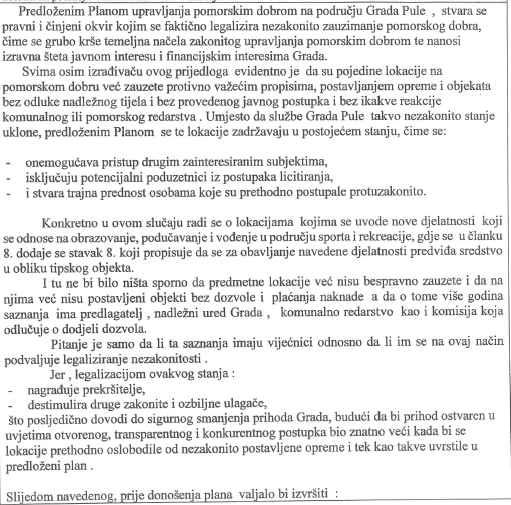 Predloženim Planom upravljanja pomorskim dobrom na području Grada Pule , stvara se
pravni i činjeni okvir kojim se faktično legalizira nezakonito zauzimanje pomorskog dobra,
čime se grubo krše temeljna načela zakonitog upravljanja pomorskim dobrom te nanosi
izravna šteta javnom interesu i financijskim interesima Grada.
Svima osim izrađivaču ovog prijedloga evidentno je da su pojedine lokacije na
pomorskom dobru već zauzete protivno važećim propisima, postavljanjem opreme i objekata
bez odluke nadležnog tijela i bez provedenog javnog postupka i bez ikakve reakcije
komunalnog ili pomorskog redarstva . Umjesto da službe Grada Pule takvo nezakonito stanje
uklone, predloženim Planom se te lokacije zadržavaju u postojećem stanju, čime se:
- onemogućava pristup drugim zainteresiranim subjektima,
- isključuju potencijalni poduzetnici iz postupaka licitiranja,
- i stvara trajna prednost osobama koje su prethodno postupale protuzakonito.
Konkretno u ovom slučaju radi se o lokacijama kojima se uvode nove djelatnosti koji
se odnose na obrazovanje, podučavanje i vođenje u području sporta i rekreacije, gdje se u članku
8. dodaje se stavak 8. koji propisuje da se za obavljanje navedene djelatnosti predviđa sredstvo
u obliku tipskog objekta.
I tu ne bi bilo ništa sporno da predmetne lokacije već nisu bespravno zauzete i da na
njima već nisu postavljeni objekti bez dozvole i plaćanja naknade a da o tome više godina
saznanja ima predlagatelj , nadležni ured Grada , komunalno redarstvo kao i komisija koja
odlučuje o dodjeli dozvola.
Pitanje je samo da li ta saznanja imaju vijećnici odnosno da li im se na ovaj način
podvaljuje legaliziranje nezakonitosti .
Jer , legalizacijom ovakvog stanja :
- nagrađuje prekršitelje,
- destimulira druge zakonite i ozbiljne ulagače,
što posljedično dovodi do sigurnog smanjenja prihoda Grada, budući da bi prihod ostvaren u
uvjetima otvorenog, transparentnog i konkurentnog postupka bio znatno veći kada bi se
lokacije prethodno oslobodile od nezakonito postavljene opreme i tek kao takve uvrstile u
predloženi plan .
Slijedom navedenog, prije donošenja plana valjalo bi izvršiti :